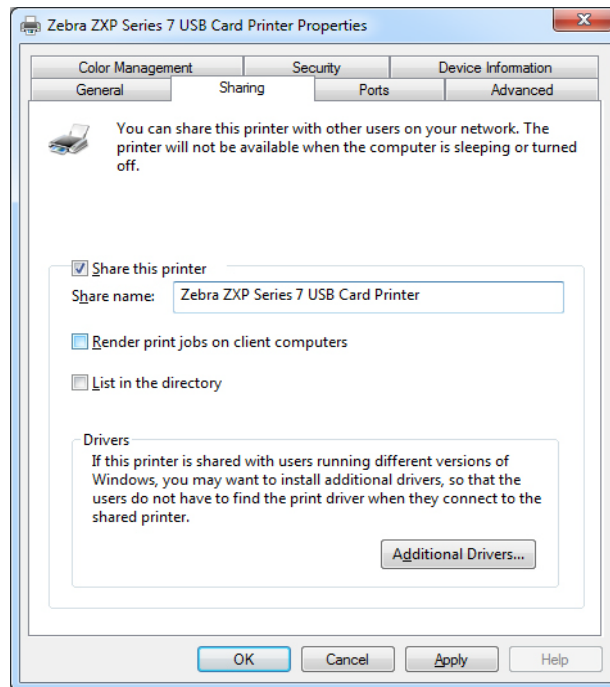 Zebra ZXP Series 7 USB Card Printer Properties
Color Management Security Device Information
General Sharing Ports Advanced
You can share this printer with other users on your network. The
printer will not be available when the computer is sleeping or turned
off.
Share this printer
Share name: Zebra ZXP Series 7 USB Card Printer
Render print jobs on client computers
List in the directory
Drivers
If this printer is shared with users running different versions of
Windows, you may want to install additional drivers, so that the
users do not have to find the print driver when they connect to the
shared printer.
Additional Drivers...
OK Cancel Apply Help